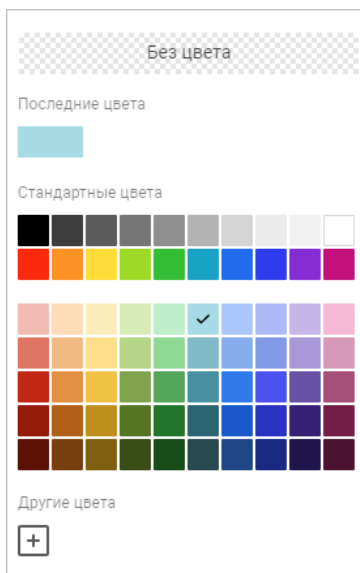 Без цвета
Последние цвета
Стандартные цвета
Другие цвета